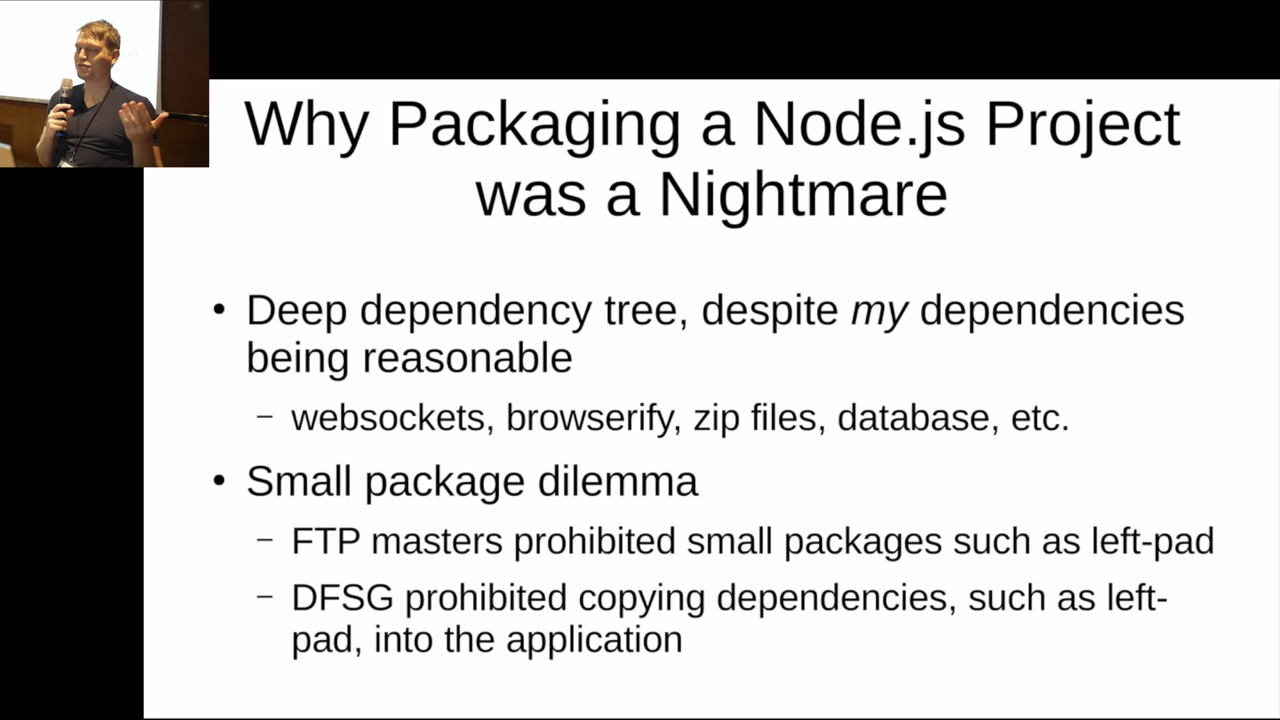 Why Packaging a Node.js Project
was a Nightmare
• Deep dependency tree, despite my dependencies
being reasonable
– websockets, browserify, zip files, database, etc.
• Small package dilemma
– FTP masters prohibited small packages such as left-pad
– DFSG prohibited copying dependencies, such as left-
pad, into the application